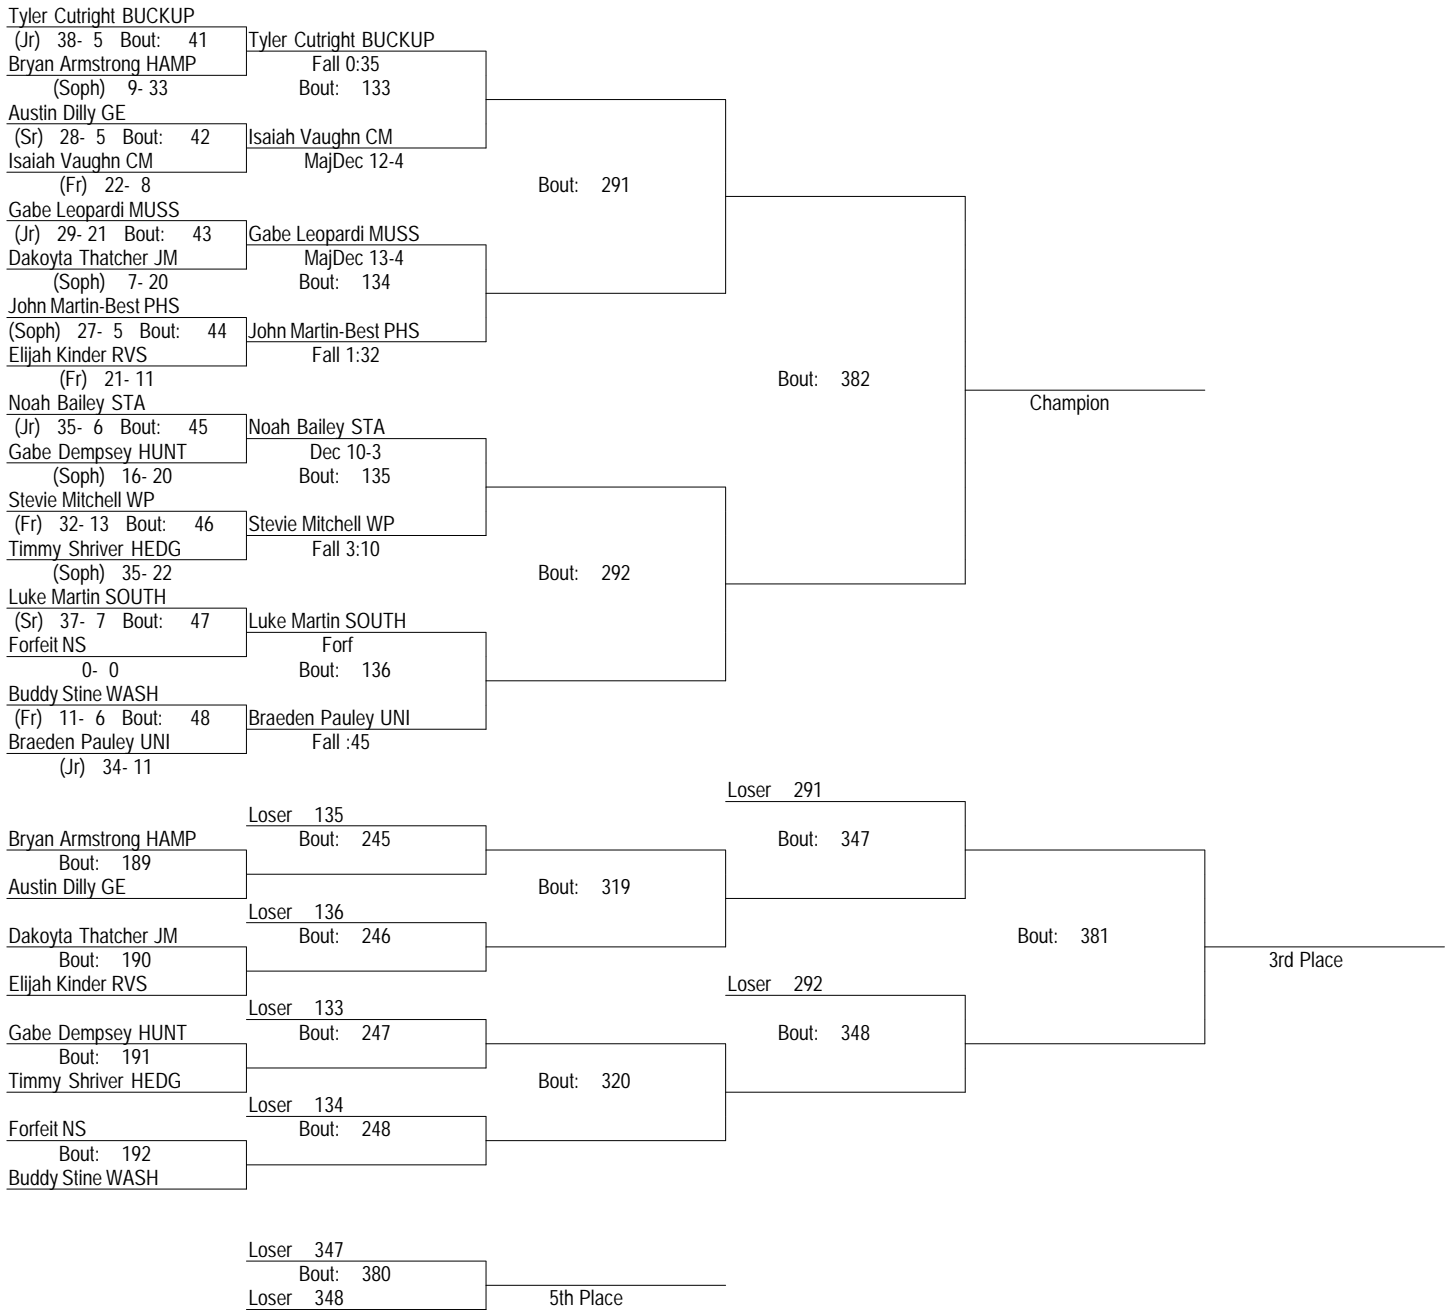 Tyler Cutright BUCKUP
(Jr) 38- 5 Bout: 41 Tyler Cutright BUCKUP
Bryan Armstrong HAMP Fall 0:35
(Soph) 9- 33 Bout: 133
Austin Dilly GE
(Sr) 28- 5 Bout: 42 Isaiah Vaughn CM
Isaiah Vaughn CM MajDec 12-4
(Fr) 22- 8 Bout: 291
Gabe Leopardi MUSS
(Jr) 29- 21 Bout: 43 Gabe Leopardi MUSS
Dakoyta Thatcher JM MajDec 13-4
(Soph) 7- 20 Bout: 134
John Martin-Best PHS
(Soph) 27- 5 Bout: 44 John Martin-Best PHS
Elijah Kinder RVS Fall 1:32
(Fr) 21- 11 Bout: 382
Noah Bailey STA Champion
(Jr) 35- 6 Bout: 45 Noah Bailey STA
Gabe Dempsey HUNT Dec 10-3
(Soph) 16- 20 Bout: 135
Stevie Mitchell WP
(Fr) 32- 13 Bout: 46 Stevie Mitchell WP
Timmy Shriver HEDG Fall 3:10
(Soph) 35- 22 Bout: 292
Luke Martin SOUTH
(Sr) 37- 7 Bout: 47 Luke Martin SOUTH
Forfeit NS Forf
0- 0 Bout: 136
Buddy Stine WASH
(Fr) 11- 6 Bout: 48 Braeden Pauley UNI
Braeden Pauley UNI Fall :45
(Jr) 34- 11
Loser 291
Loser 135
Bryan Armstrong HAMP Bout: 245 Bout: 347
Bout: 189
Austin Dilly GE Bout: 319
Loser 136
Dakoyta Thatcher JM Bout: 246 Bout: 381
Bout: 190 3rd Place
Elijah Kinder RVS Loser 292
Loser 133
Gabe Dempsey HUNT Bout: 247 Bout: 348
Bout: 191
Timmy Shriver HEDG Bout: 320
Loser 134
Forfeit NS Bout: 248
Bout: 192
Buddy Stine WASH
Loser 347
Bout: 380
Loser 348 5th Place